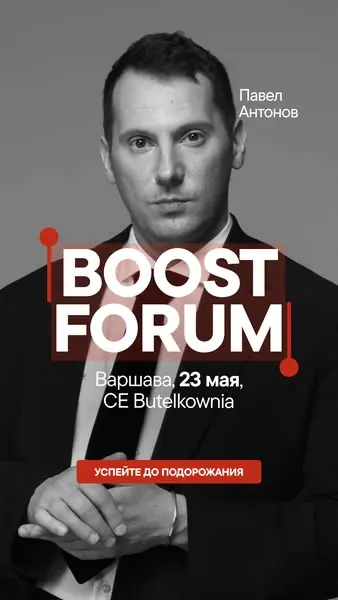 Павел
Антонов
BOOST
FORUM
Варшава, 23 мая,
CE Butelkownia
УСПЕЙТЕ ДО ПОДОРОЖАНИЯ